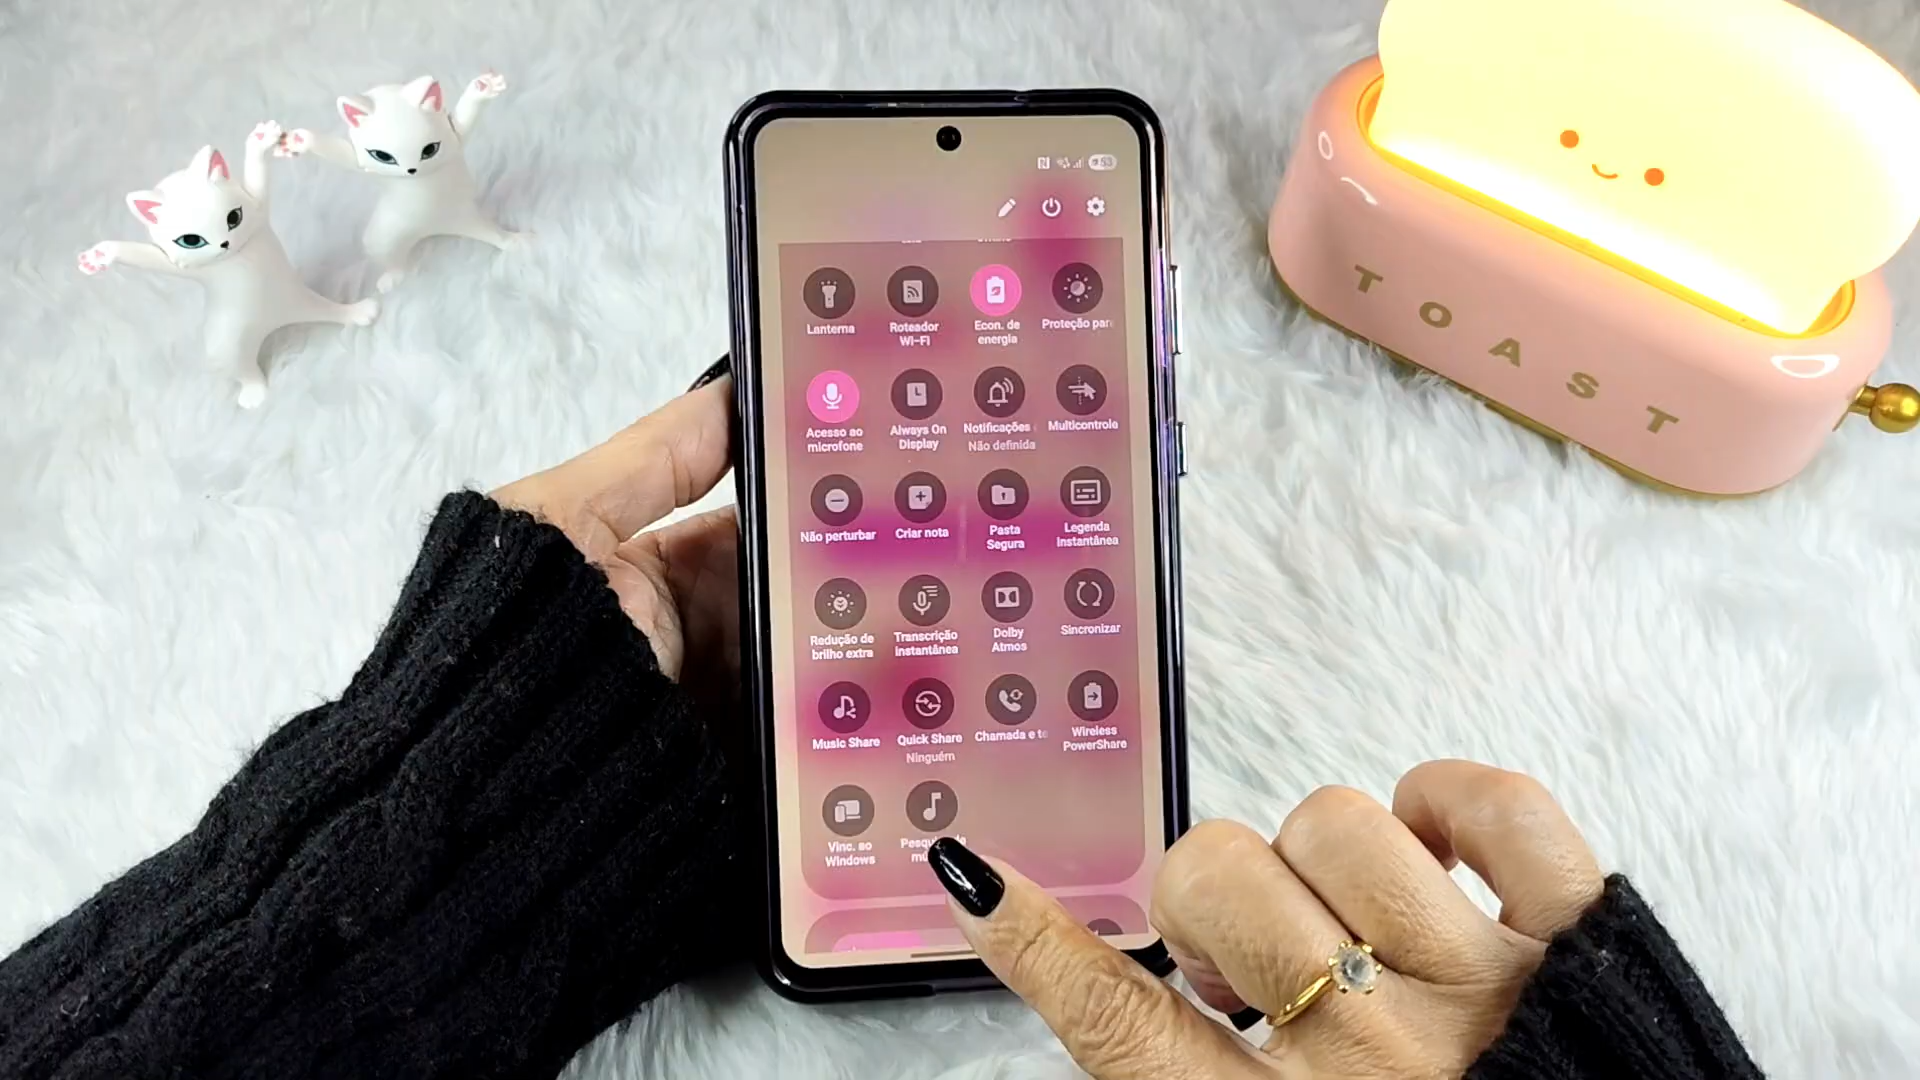 53
Lanterna
Roteador
Wi-Fi
Econ. de
energia
Proteção par
Acesso ao
microfone
Always On
Display
Notificações
Não definida
Multicontrole
Não perturbar
Criar nota
Pasta
Segura
Legenda
Instantânea
Redução de
brilho extra
Transcrição
Instantânea
Dolby
Atmos
Sincronizar
Music Share
Quick Share
Ninguém
Chamada e te
Wireless
PowerShare
Vinc. ao
Windows
TOAST